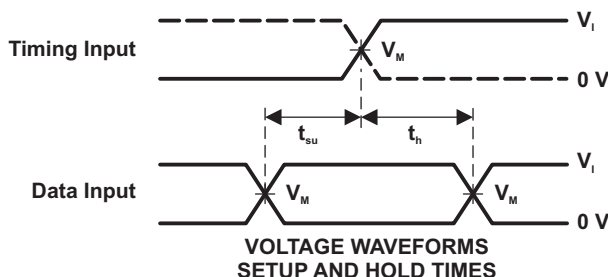 V_I
Timing Input
V_M
0 V
t_su
t_h
V_I
Data Input
V_M
V_M
0 V
VOLTAGE WAVEFORMS
SETUP AND HOLD TIMES